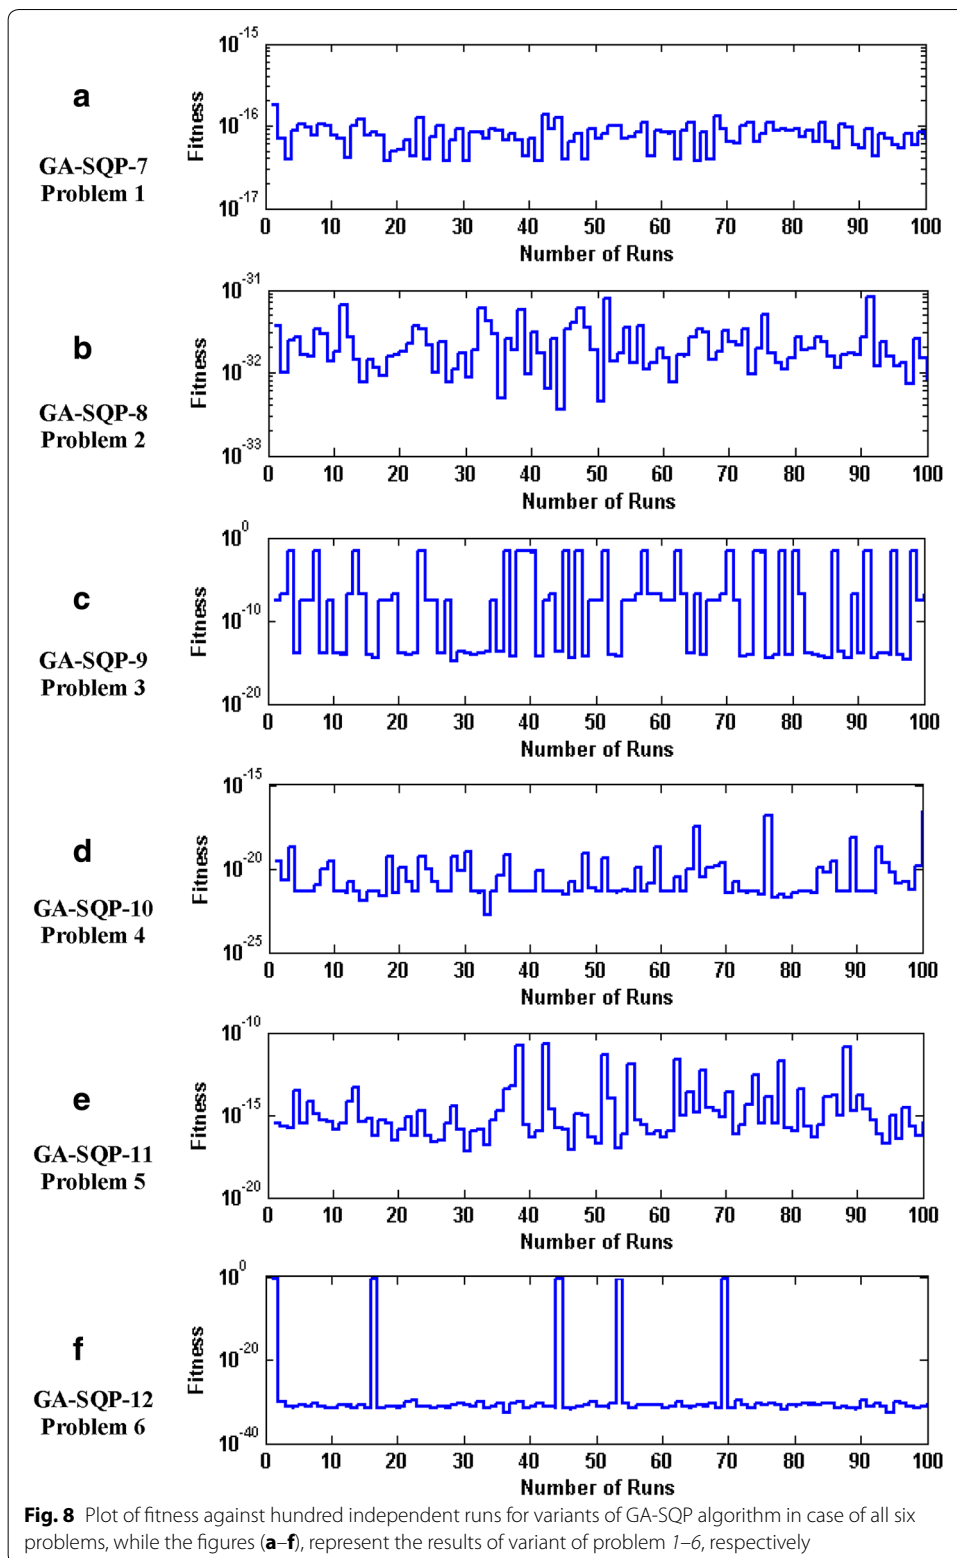 a
GA-SQP-7
Problem 1
Fitness
10^-15
10^-16
10^-17
0 10 20 30 40 50 60 70 80 90 100
Number of Runs
b
GA-SQP-8
Problem 2
Fitness
10^-31
10^-32
10^-33
0 10 20 30 40 50 60 70 80 90 100
Number of Runs
c
GA-SQP-9
Problem 3
Fitness
10^0
10^-10
10^-20
0 10 20 30 40 50 60 70 80 90 100
Number of Runs
d
GA-SQP-10
Problem 4
Fitness
10^-15
10^-20
10^-25
0 10 20 30 40 50 60 70 80 90 100
Number of Runs
e
GA-SQP-11
Problem 5
Fitness
10^-10
10^-15
10^-20
0 10 20 30 40 50 60 70 80 90 100
Number of Runs
f
GA-SQP-12
Problem 6
Fitness
10^0
10^-20
10^-40
0 10 20 30 40 50 60 70 80 90 100
Number of Runs
Fig. 8 Plot of fitness against hundred independent runs for variants of GA-SQP algorithm in case of all six
problems, while the figures (a–f), represent the results of variant of problem 1–6, respectively